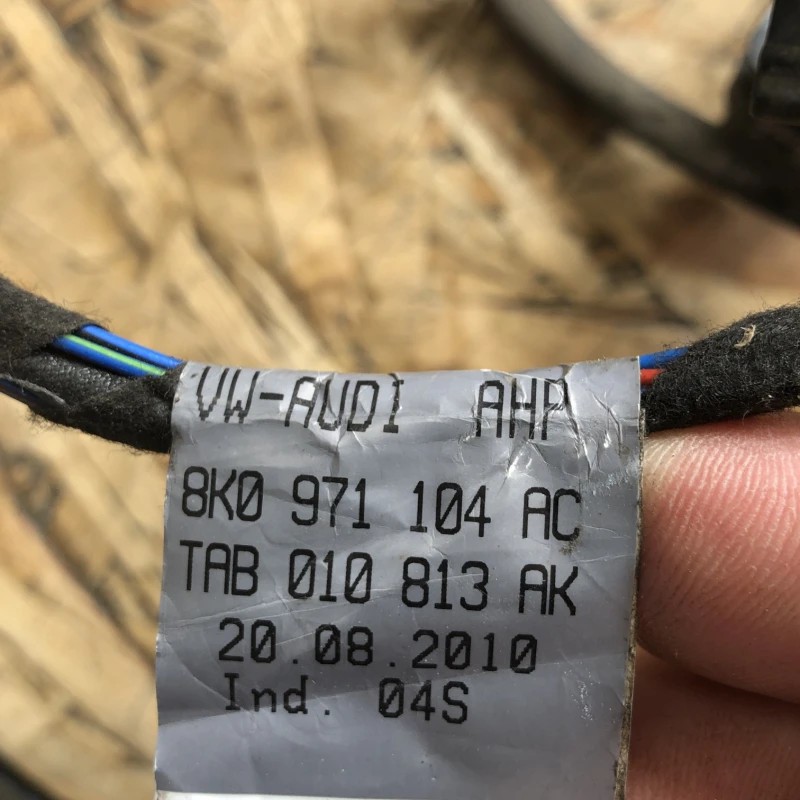 VW-AUDI AHP
8K0 971 104 AC
TAB 010 813 AK
20.08.2010
Ind. 04S